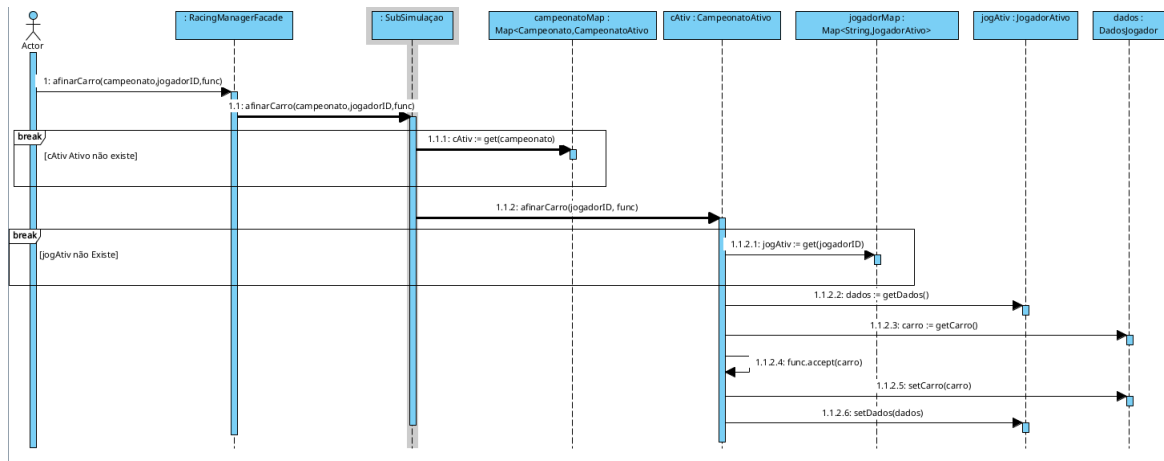 : RacingManagerFacade
: SubSimulaçao
campeonatoMap :
Map<Campeonato,CampeonatoAtivo
cAtiv : CampeonatoAtivo
jogadorMap :
Map<String,JogadorAtivo>
jogAtiv : JogadorAtivo
dados :
DadosJogador
Actor
1: afinarCarro(campeonato,jogadorID,func)
1.1: afinarCarro(campeonato,jogadorID,func)
break
1.1.1: cAtiv := get(campeonato)
[cAtiv Ativo não existe]
1.1.2: afinarCarro(jogadorID, func)
break
1.1.2.1: jogAtiv := get(jogadorID)
[jogAtiv não Existe]
1.1.2.2: dados := getDados()
1.1.2.3: carro := getCarro()
1.1.2.4: func.accept(carro)
1.1.2.5: setCarro(carro)
1.1.2.6: setDados(dados)